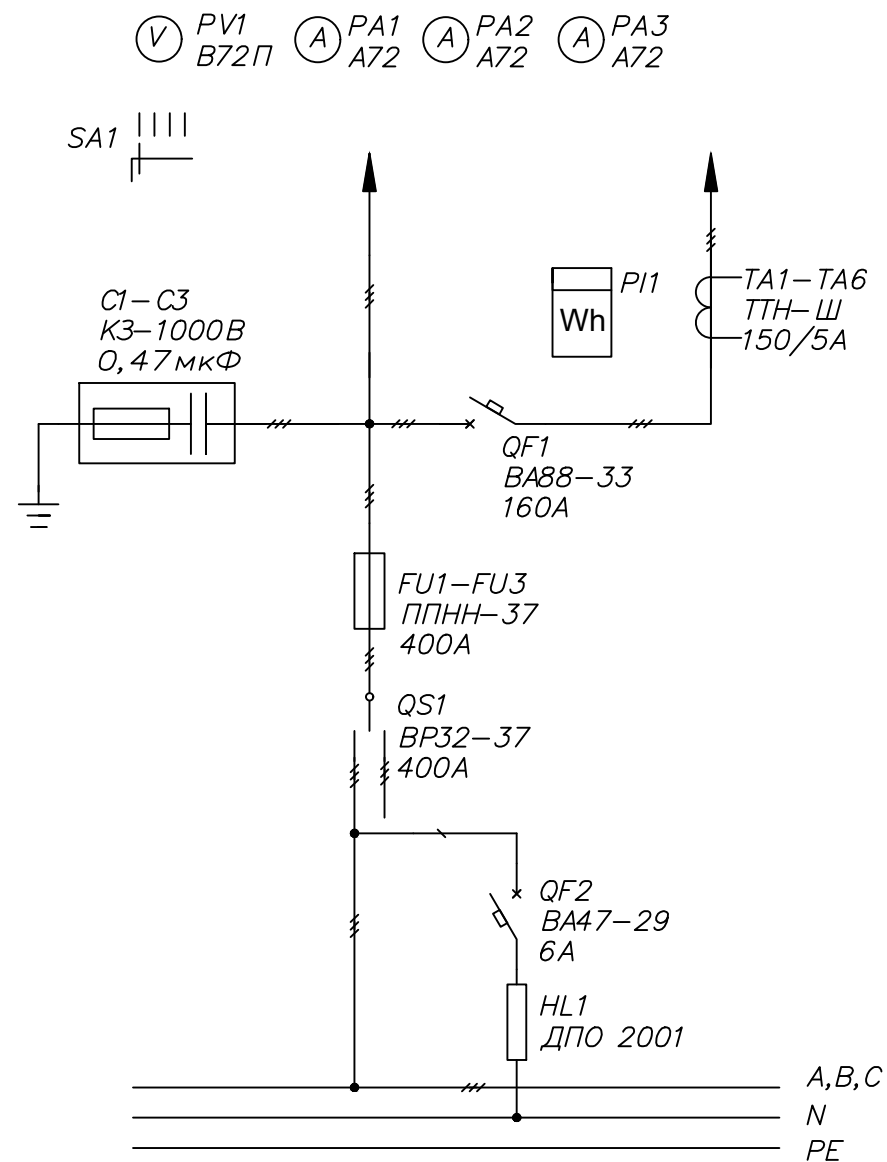 V
PV1
В72П
A
PA1
A72
A
PA2
A72
A
PA3
A72
SA1
C1-C3
КЗ-1000В
0,47мкФ
PI1
Wh
TA1-TA6
ТТН-Ш
150/5А
QF1
ВА88-33
160А
FU1-FU3
ППНН-37
400А
QS1
ВР32-37
400А
QF2
ВА47-29
6А
HL1
ДПО 2001
A,B,C
N
PE